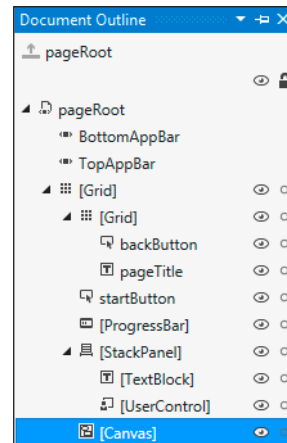 Document Outline
pageRoot
pageRoot
BottomAppBar
TopAppBar
[Grid]
[Grid]
backButton
pageTitle
startButton
[ProgressBar]
[StackPanel]
[TextBlock]
[UserControl]
[Canvas]